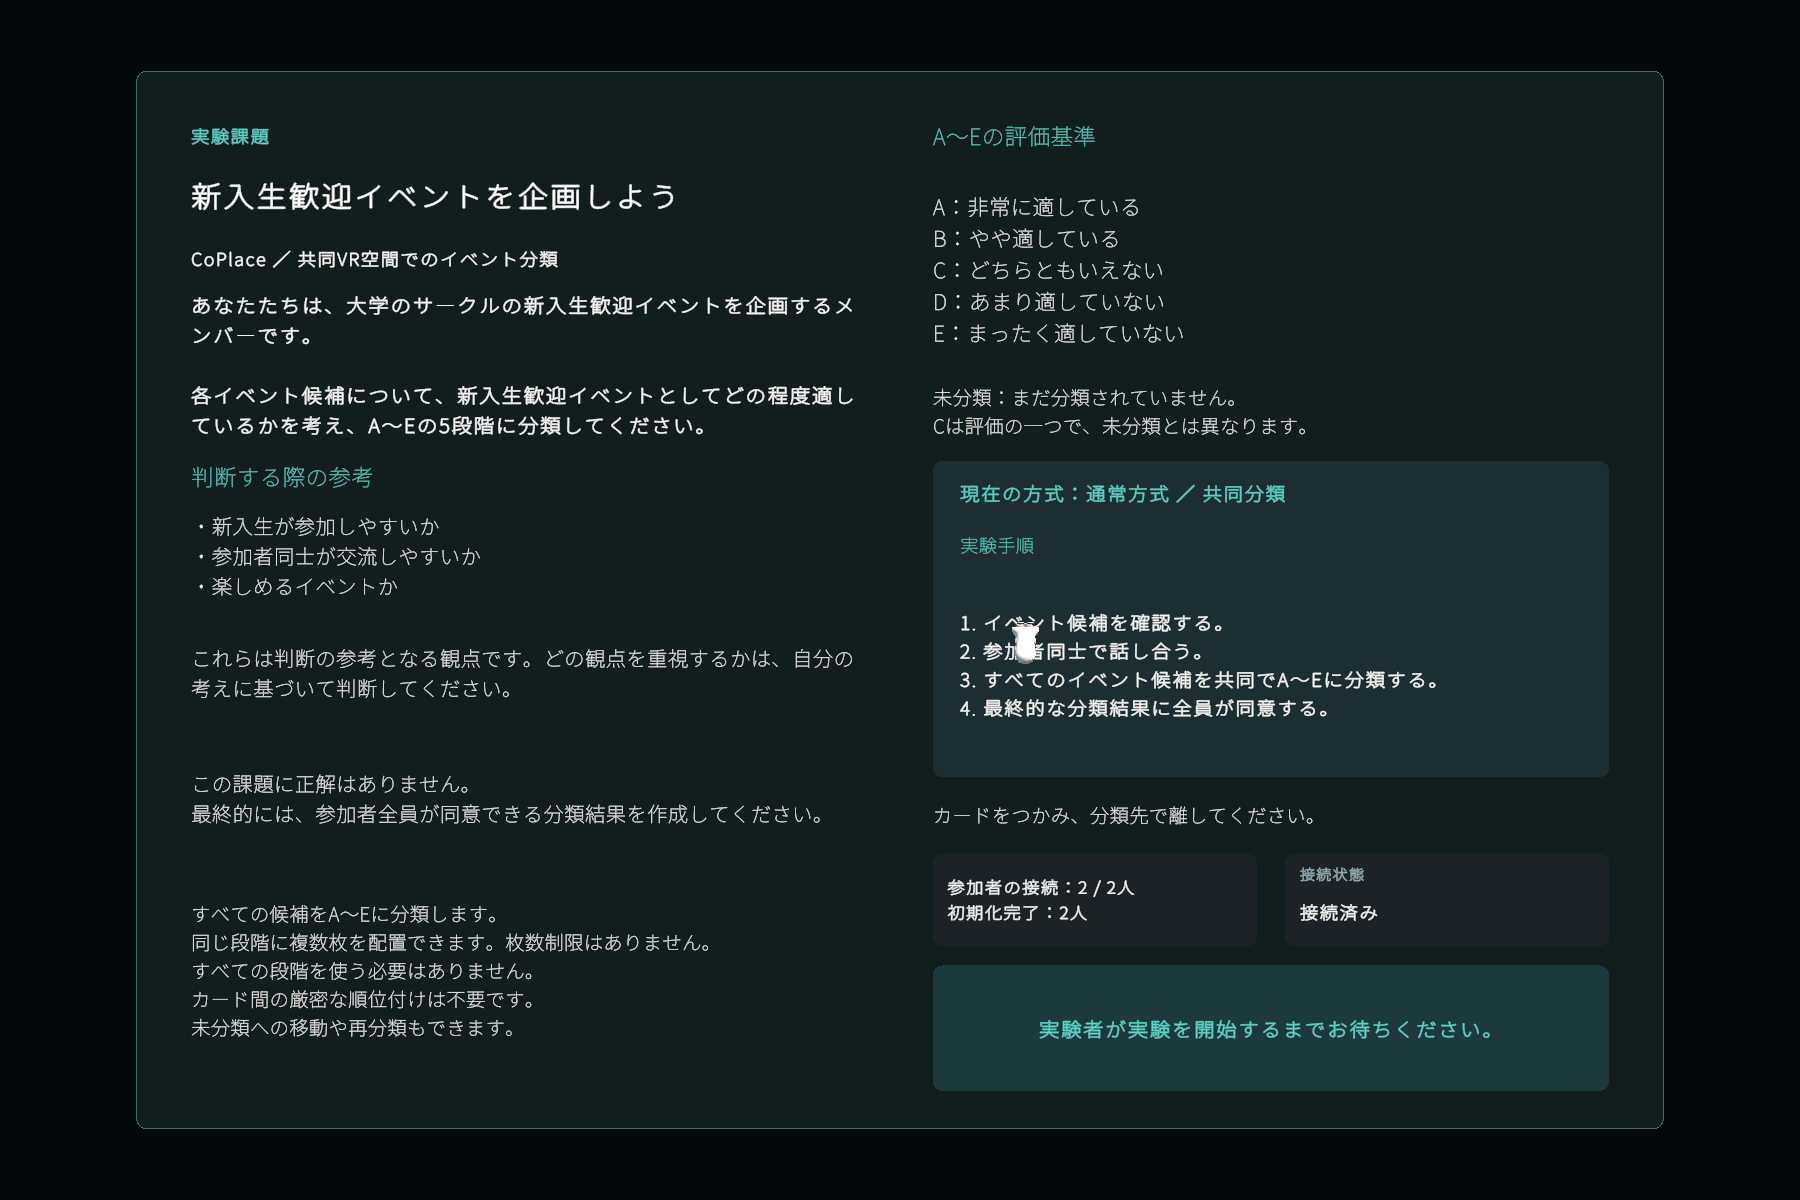 実験課題
新入生歓迎イベントを企画しよう
CoPlace ／ 共同VR空間でのイベント分類
あなたたちは、大学のサークルの新入生歓迎イベントを企画するメ
ンバーです。
各イベント候補について、新入生歓迎イベントとしてどの程度適し
ているかを考え、A〜Eの5段階に分類してください。
判断する際の参考
・新入生が参加しやすいか
・参加者同士が交流しやすいか
・楽しめるイベントか
これらは判断の参考となる観点です。どの観点を重視するかは、自分の
考えに基づいて判断してください。
この課題に正解はありません。
最終的には、参加者全員が同意できる分類結果を作成してください。
すべての候補をA〜Eに分類します。
同じ段階に複数枚を配置できます。枚数制限はありません。
すべての段階を使う必要はありません。
カード間の厳密な順位付けは不要です。
未分類への移動や再分類もできます。
A〜Eの評価基準
A：非常に適している
B：やや適している
C：どちらともいえない
D：あまり適していない
E：まったく適していない
未分類：まだ分類されていません。
Cは評価の一つで、未分類とは異なります。
現在の方式：通常方式 ／ 共同分類
実験手順
1. イベント候補を確認する。
2. 参加者同士で話し合う。
3. すべてのイベント候補を共同でA〜Eに分類する。
4. 最終的な分類結果に全員が同意する。
カードをつかみ、分類先で離してください。
参加者の接続：2 / 2人
初期化完了：2人
接続状態
接続済み
実験者が実験を開始するまでお待ちください。